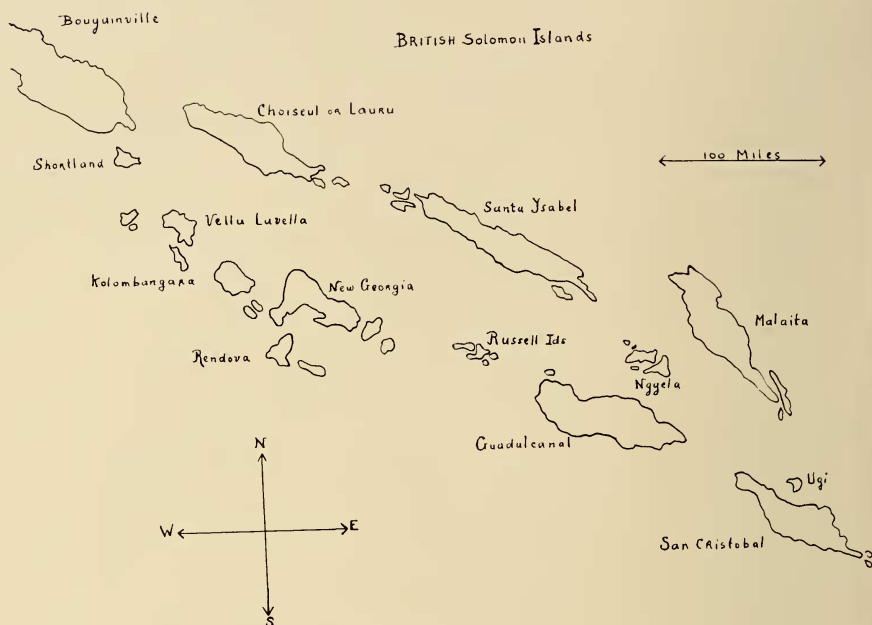 Bouguinville
BRITISH Solomon Islands
Choiseul or Lauru
100 Miles
Shortland
Santu Ysabel
Vellu Luvella
Kolombangara
New Georgia
Malaita
Russell Ids
Rendova
Ngyela
Guadulcanal
N
Ugi
W
E
San Cristobal
S